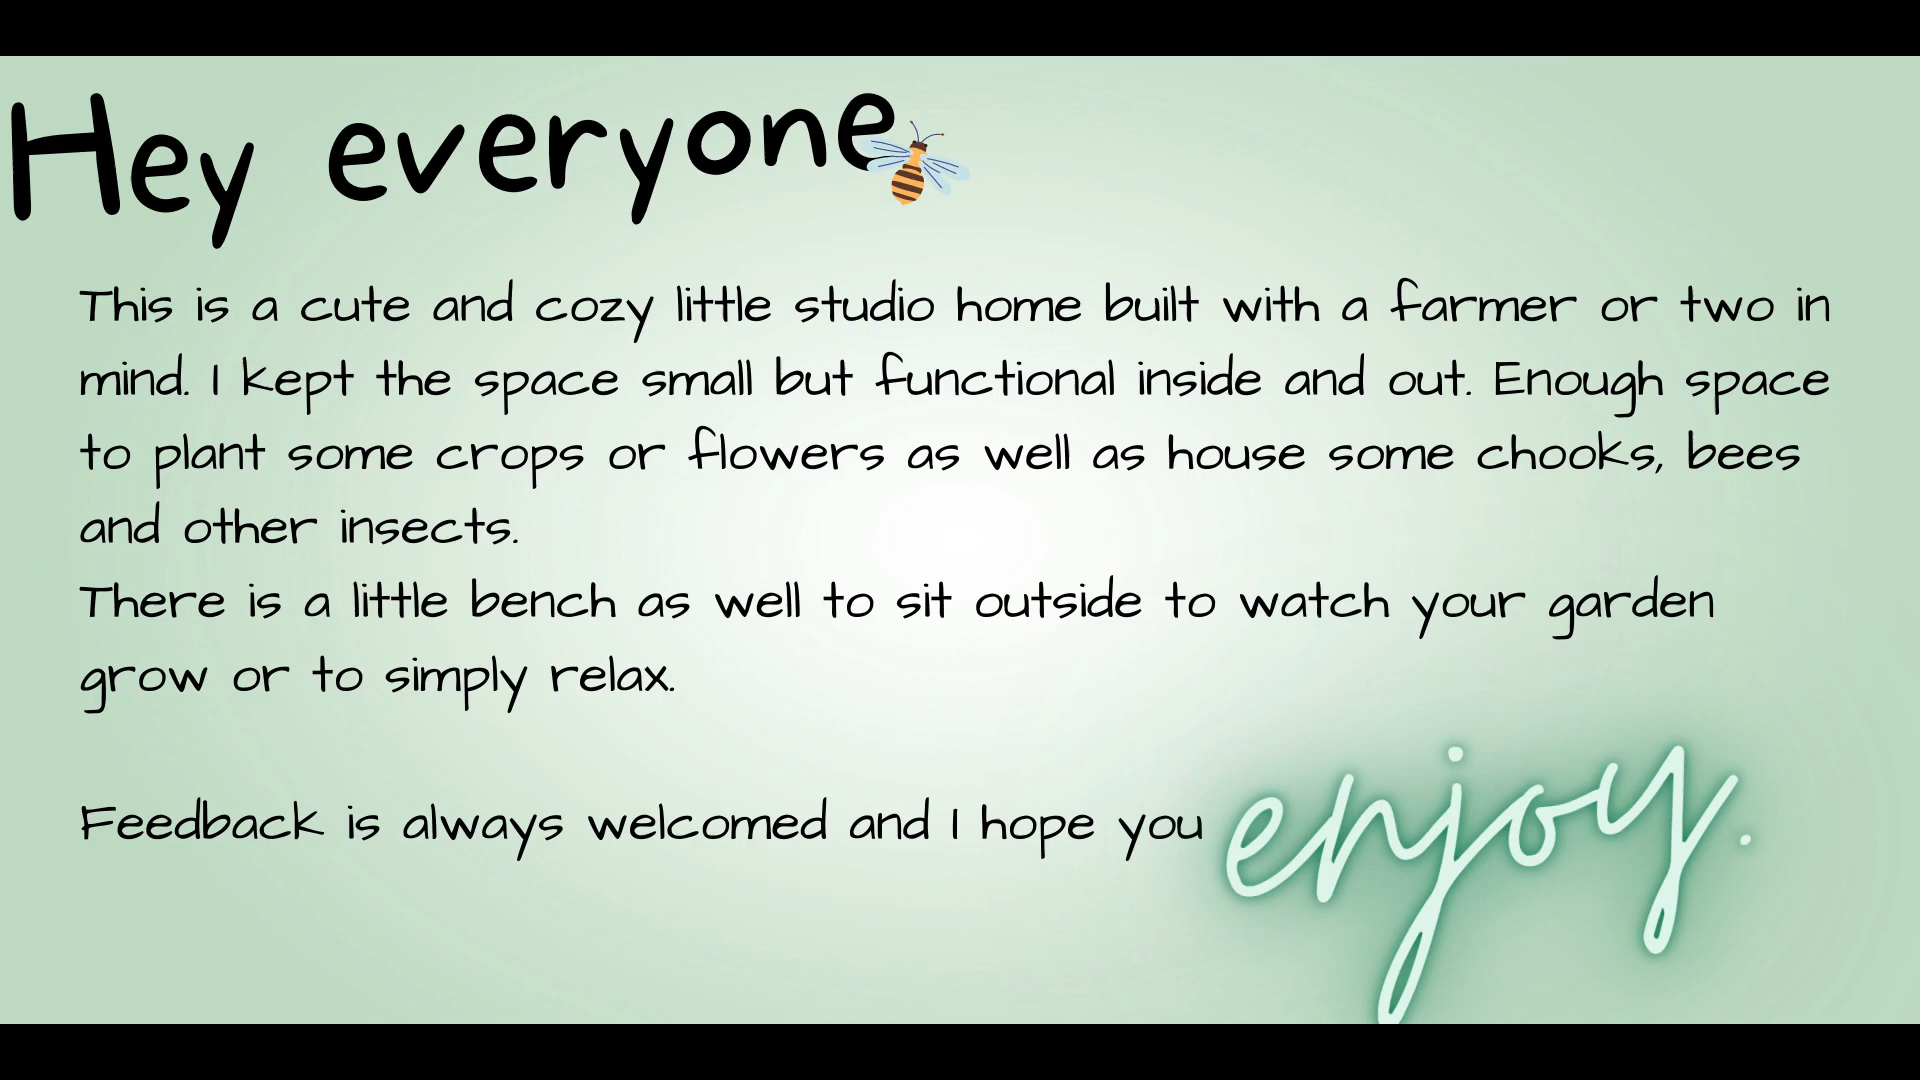 Hey everyone
This is a cute and cozy little studio home built with a farmer or two in
mind. I kept the space small but functional inside and out. Enough space
to plant some crops or flowers as well as house some chooks, bees
and other insects.
There is a little bench as well to sit outside to watch your garden
grow or to simply relax.
Feedback is always welcomed and I hope you enjoy.